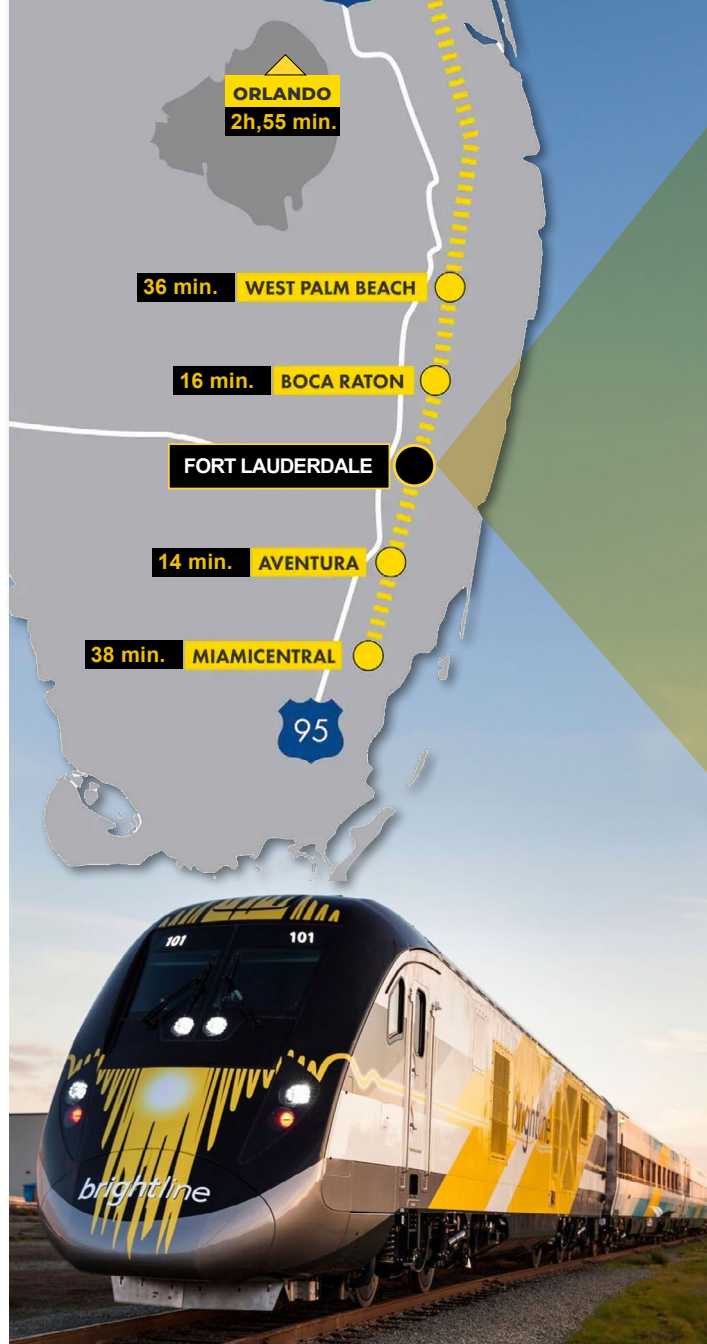 ORLANDO
2h,55 min.
36 min. WEST PALM BEACH
16 min. BOCA RATON
FORT LAUDERDALE
14 min. AVENTURA
38 min. MIAMICENTRAL
95
101 101
brightline
brightline